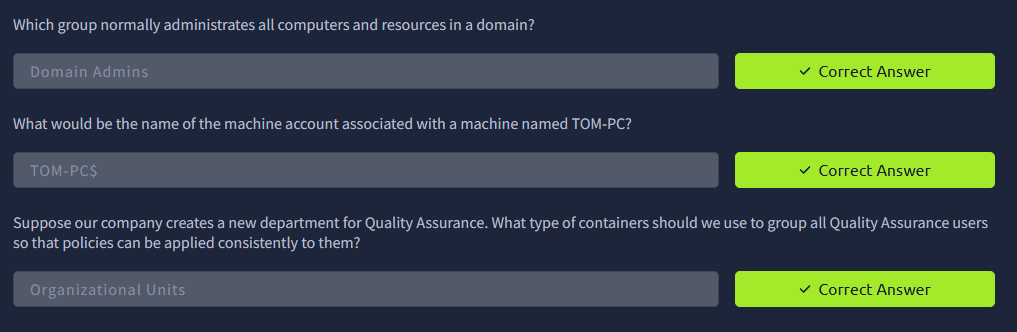 Which group normally administrates all computers and resources in a domain?
Domain Admins
✓ Correct Answer
What would be the name of the machine account associated with a machine named TOM-PC?
TOM-PC$
✓ Correct Answer
Suppose our company creates a new department for Quality Assurance. What type of containers should we use to group all Quality Assurance users
so that policies can be applied consistently to them?
Organizational Units
✓ Correct Answer